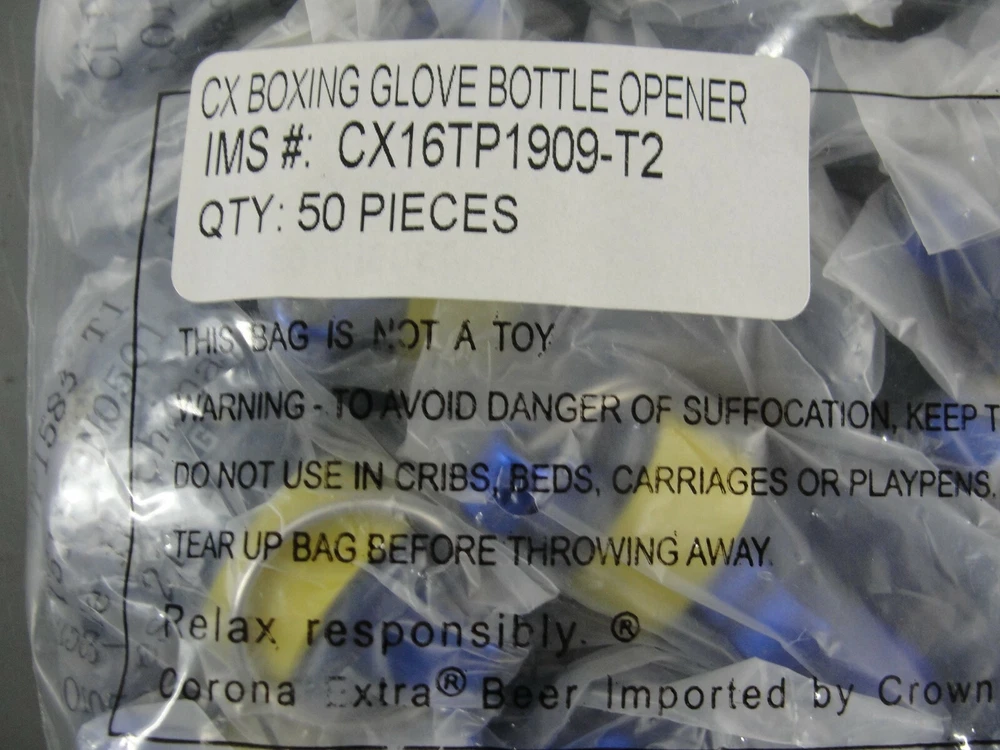 CX BOXING GLOVE BOTTLE OPENER
IMS #: CX16TP1909-T2
QTY: 50 PIECES
THIS BAG IS NOT A TOY
WARNING - TO AVOID DANGER OF SUFFOCATION, KEEP T
DO NOT USE IN CRIBS, BEDS, CARRIAGES OR PLAYPENS.
TEAR UP BAG BEFORE THROWING AWAY.
Relax responsibly. ®
Corona Extra® Beer Imported by Crown